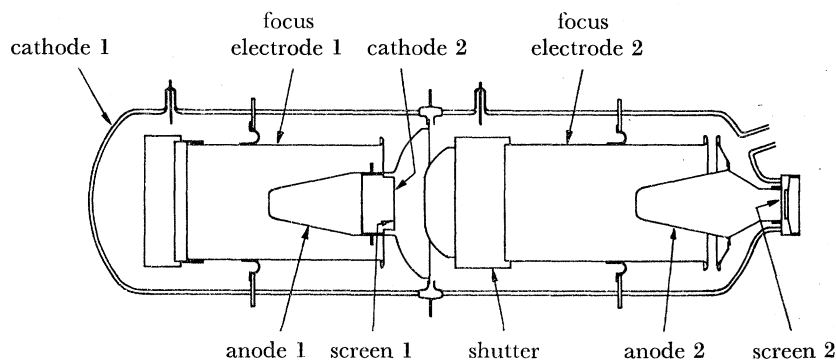 cathode 1
focus
electrode 1
cathode 2
focus
electrode 2
anode 1
screen 1
shutter
anode 2
screen 2